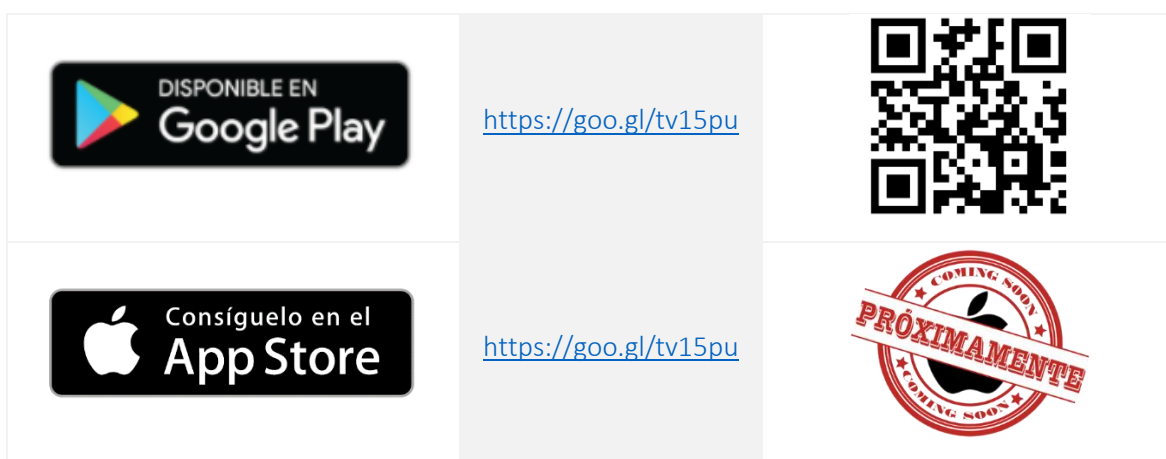 DISPONIBLE EN
Google Play
https://goo.gl/tv15pu
Consíguelo en el
App Store
https://goo.gl/tv15pu
COMING SOON
PRÓXIMAMENTE
COMING SOON